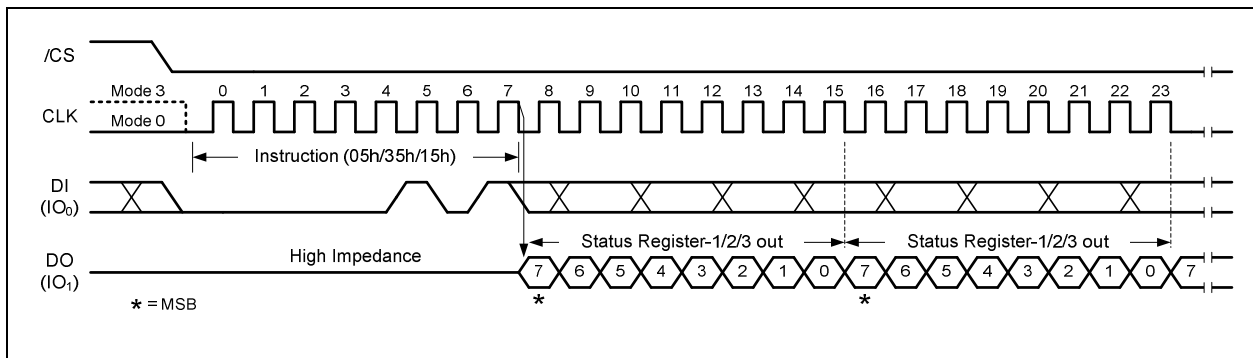 /CS
Mode 3
0 1 2 3 4 5 6 7 8 9 10 11 12 13 14 15 16 17 18 19 20 21 22 23
CLK
Mode 0
Instruction (05h/35h/15h)
DI
(IO₀)
Status Register-1/2/3 out Status Register-1/2/3 out
High Impedance
DO
(IO₁)
7 6 5 4 3 2 1 0 7 6 5 4 3 2 1 0 7
* *
* = MSB